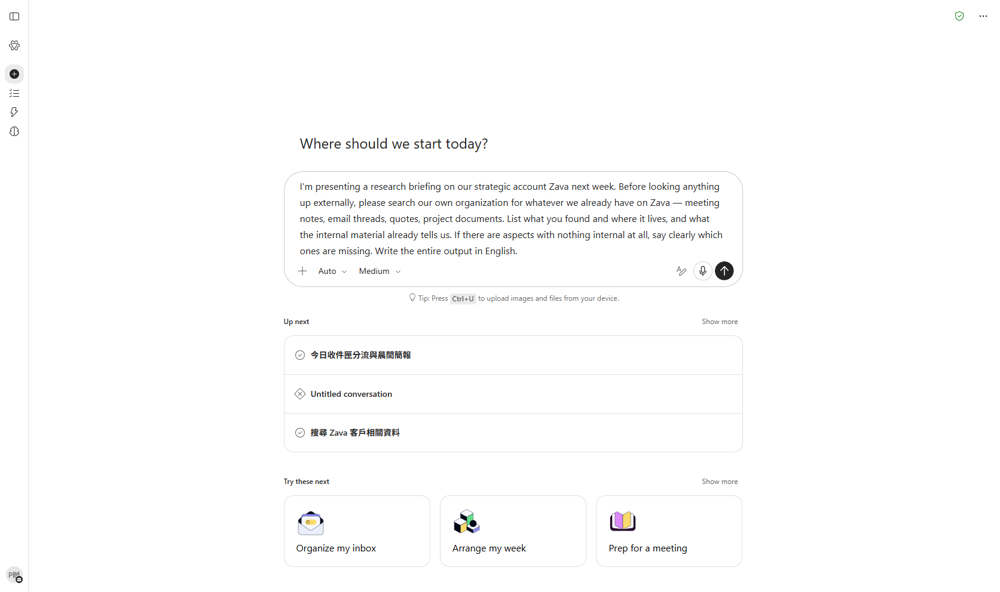 Where should we start today?
I'm presenting a research briefing on our strategic account Zava next week. Before looking anything
up externally, please search our own organization for whatever we already have on Zava — meeting
notes, email threads, quotes, project documents. List what you found and where it lives, and what
the internal material already tells us. If there are aspects with nothing internal at all, say clearly which
ones are missing. Write the entire output in English.
Auto Medium
Tip: Press Ctrl+U to upload images and files from your device.
Up next Show more
今日收件匣分流與晨間簡報
Untitled conversation
搜尋 Zava 客戶相關資料
Try these next Show more
Organize my inbox
Arrange my week
Prep for a meeting
P辦